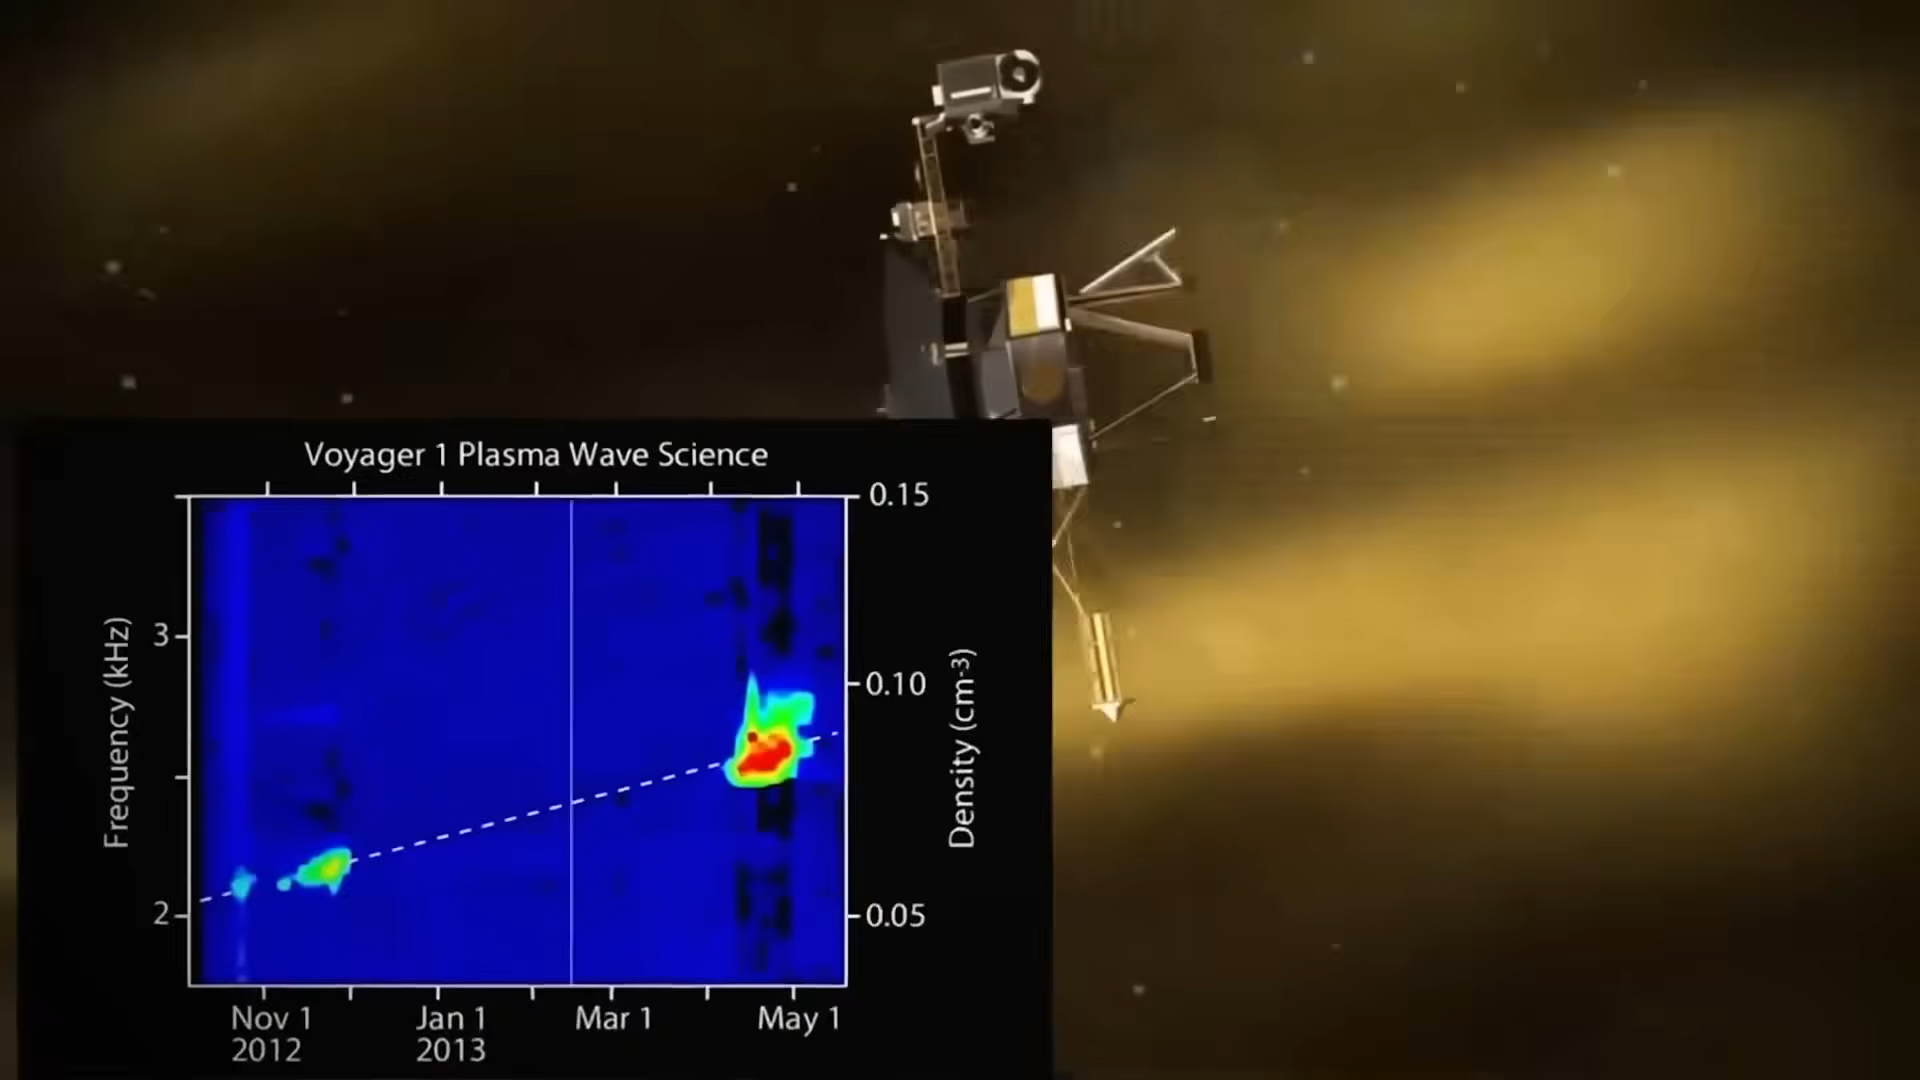 Voyager 1 Plasma Wave Science
0.15
3
0.10
Frequency (kHz)
Density (cm-3)
2
0.05
Nov 1 Jan 1 Mar 1 May 1
2012 2013